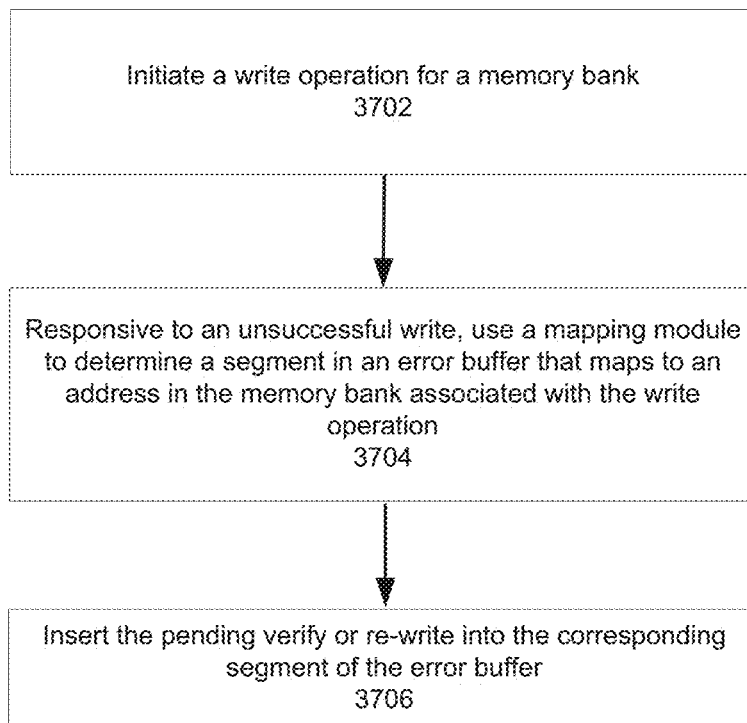 Initiate a write operation for a memory bank
3702
Responsive to an unsuccessful write, use a mapping module
to determine a segment in an error buffer that maps to an
address in the memory bank associated with the write
operation
3704
Insert the pending verify or re-write into the corresponding
segment of the error buffer
3706